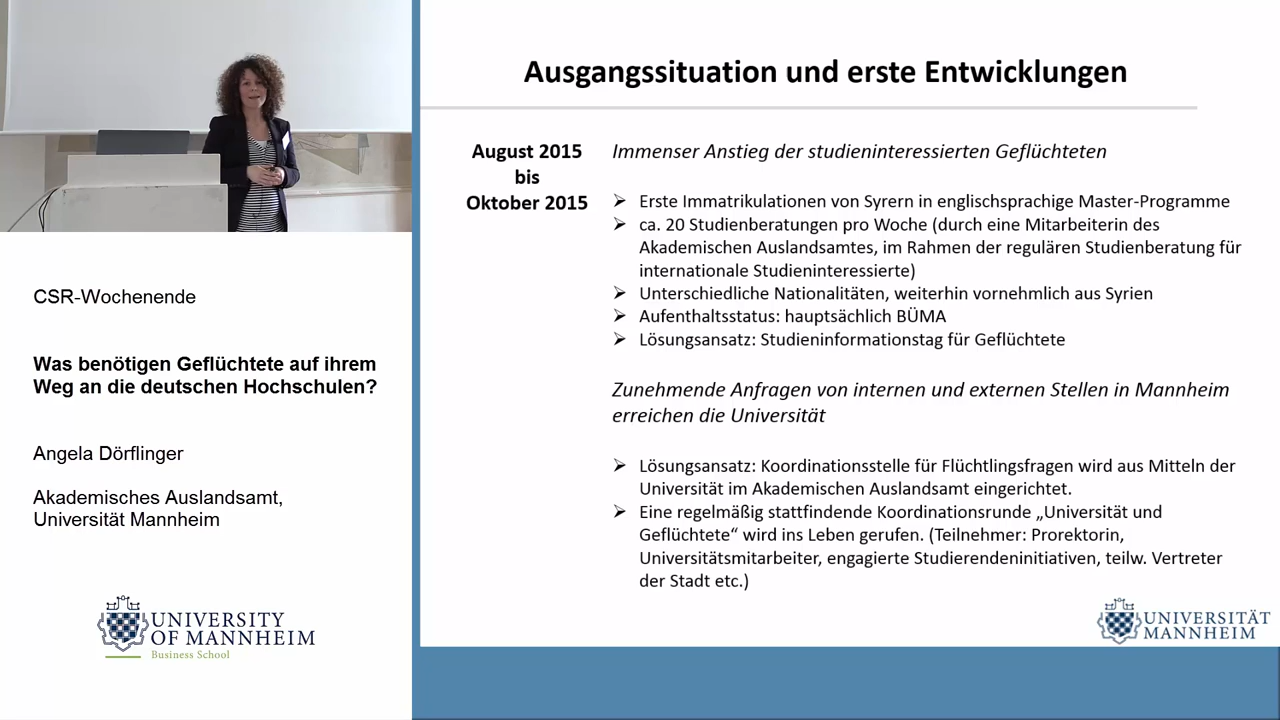 CSR-Wochenende
Was benötigen Geflüchtete auf ihrem
Weg an die deutschen Hochschulen?
Angela Dörflinger
Akademisches Auslandsamt,
Universität Mannheim
UNIVERSITY
OF MANNHEIM
Business School
Ausgangssituation und erste Entwicklungen
August 2015
bis
Oktober 2015
Immenser Anstieg der studieninteressierten Geflüchteten
➢ Erste Immatrikulationen von Syrern in englischsprachige Master-Programme
➢ ca. 20 Studienberatungen pro Woche (durch eine Mitarbeiterin des
Akademischen Auslandsamtes, im Rahmen der regulären Studienberatung für
internationale Studieninteressierte)
➢ Unterschiedliche Nationalitäten, weiterhin vornehmlich aus Syrien
➢ Aufenthaltsstatus: hauptsächlich BÜMA
➢ Lösungsansatz: Studieninformationstag für Geflüchtete
Zunehmende Anfragen von internen und externen Stellen in Mannheim
erreichen die Universität
➢ Lösungsansatz: Koordinationsstelle für Flüchtlingsfragen wird aus Mitteln der
Universität im Akademischen Auslandsamt eingerichtet.
➢ Eine regelmäßig stattfindende Koordinationsrunde „Universität und
Geflüchtete“ wird ins Leben gerufen. (Teilnehmer: Prorektorin,
Universitätsmitarbeiter, engagierte Studierendeninitiativen, teilw. Vertreter
der Stadt etc.)
UNIVERSITÄT
MANNHEIM